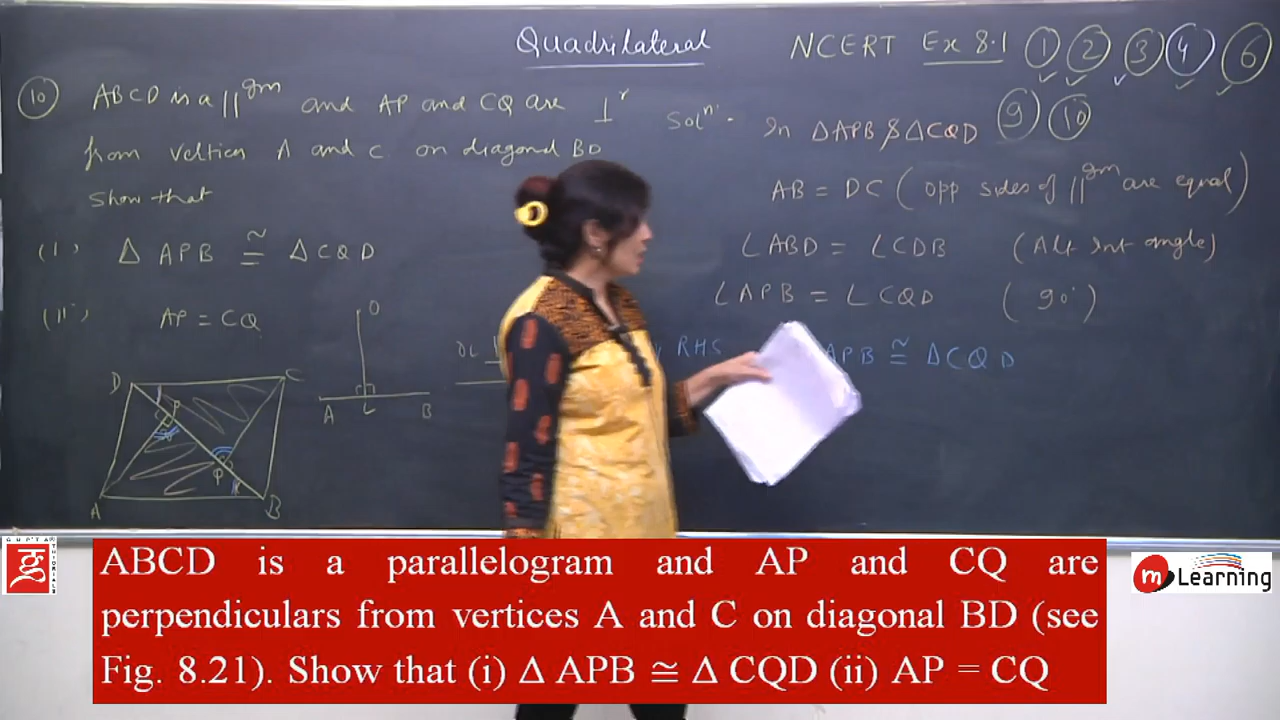 Quadrilateral NCERT Ex 8.1 1 2 3 4 6
9 10
10 ABCD is a ||gm and AP and CQ are ⊥r
from vertices A and C on diagonal BD
Show that
(I) Δ APB ≅ Δ CQD
(II) AP = CQ
D C
P
Q
A B
O
A L B
OL ⊥
Soln. In ΔAPB & ΔCQD
AB = DC (opp sides of ||gm are equal)
∠ABD = ∠CDB (Alt Int angle)
∠APB = ∠CQD (90°)
RHS APB ≅ ΔCQD
GUPTA TUTORIALS
ABCD is a parallelogram and AP and CQ are
perpendiculars from vertices A and C on diagonal BD (see
Fig. 8.21). Show that (i) Δ APB ≅ Δ CQD (ii) AP = CQ
m Learning